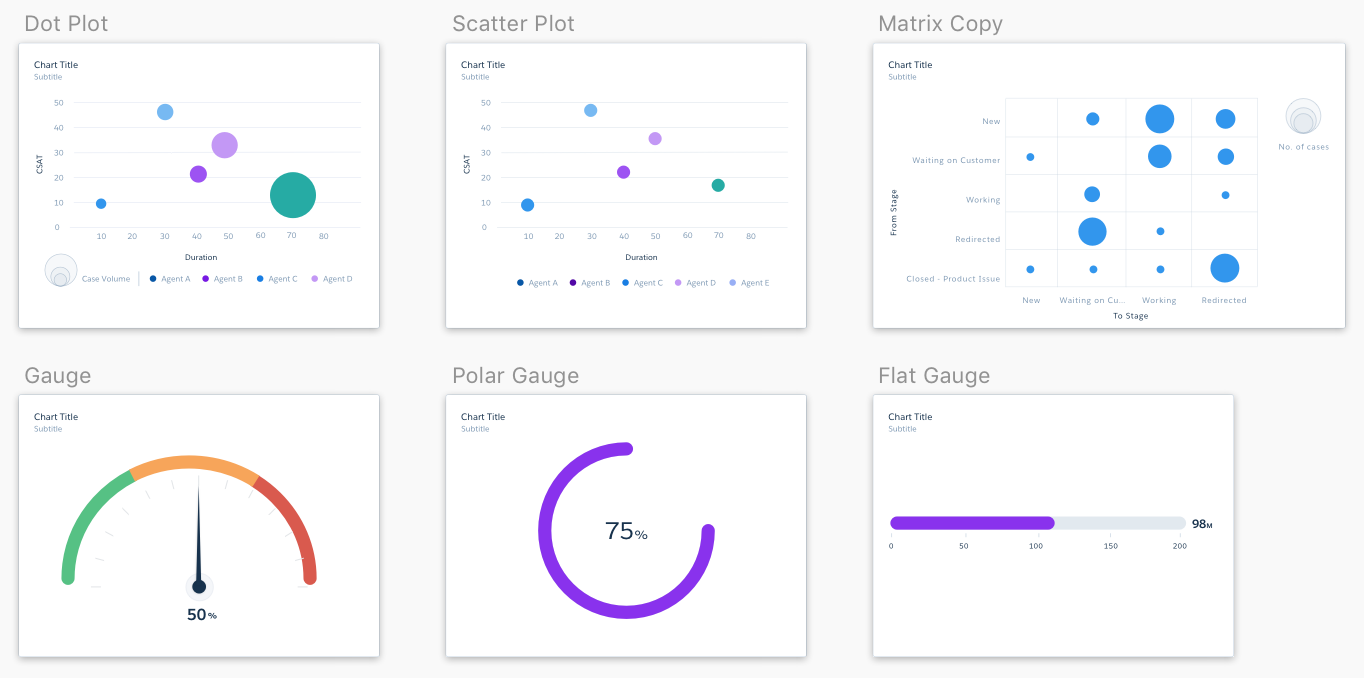 Dot Plot
Chart Title
Subtitle
50
40
30
20
10
0
CSAT
10 20 30 40 50 60 70 80
Duration
Case Volume Agent A Agent B Agent C Agent D
Scatter Plot
Chart Title
Subtitle
50
40
30
20
10
0
CSAT
10 20 30 40 50 60 70 80
Duration
Agent A Agent B Agent C Agent D Agent E
Matrix Copy
Chart Title
Subtitle
New
Waiting on Customer
Working
Redirected
Closed - Product Issue
From Stage
New Waiting on Cu... Working Redirected
To Stage
No. of cases
Gauge
Chart Title
Subtitle
50%
Polar Gauge
Chart Title
Subtitle
75%
Flat Gauge
Chart Title
Subtitle
98M
0 50 100 150 200